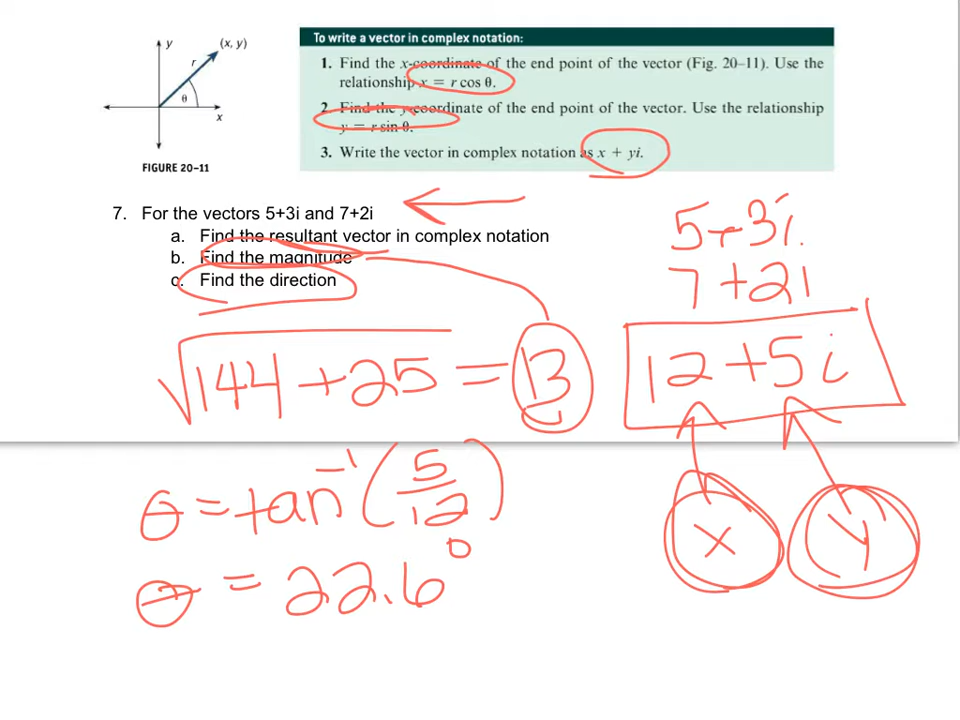 y
(x, y)
r
θ
x
FIGURE 20–11
To write a vector in complex notation:
1. Find the x-coordinate of the end point of the vector (Fig. 20–11). Use the
relationship x = r cos θ.
2. Find the y-coordinate of the end point of the vector. Use the relationship
y = r sin θ.
3. Write the vector in complex notation as x + yi.
7. For the vectors 5+3i and 7+2i
a. Find the resultant vector in complex notation
b. Find the magnitude
c. Find the direction
5+3i
7+2i
12+5i
√144+25 = 13
x y
θ = tan⁻¹(5/12)
θ = 22.6°